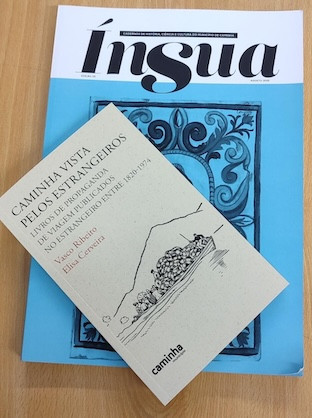 CADERNOS DE HISTÓRIA, CIÊNCIA E CULTURA DO MUNICÍPIO DE CAMINHA
Ínsua
CAMINHA VISTA
PELOS ESTRANGEIROS
LIVROS DE PROPAGANDA
DE VIAGEM PUBLICADOS
NO ESTRANGEIRO ENTRE 1820-1974
Vasco Ribeiro
Elisa Cerveira
caminha